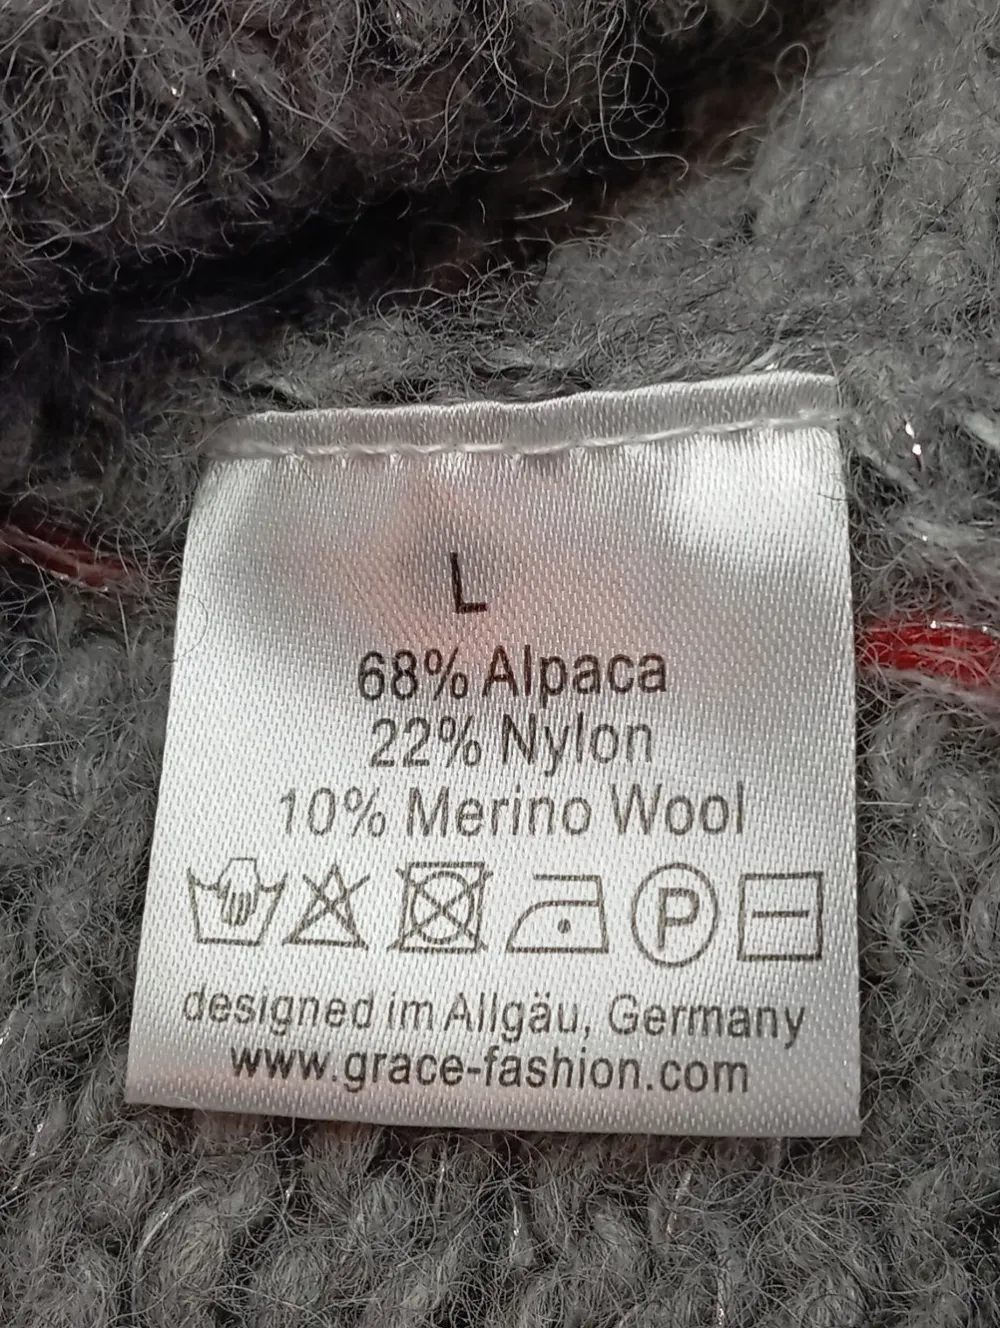 L
68% Alpaca
22% Nylon
10% Merino Wool
P
designed im Allgäu, Germany
www.grace-fashion.com